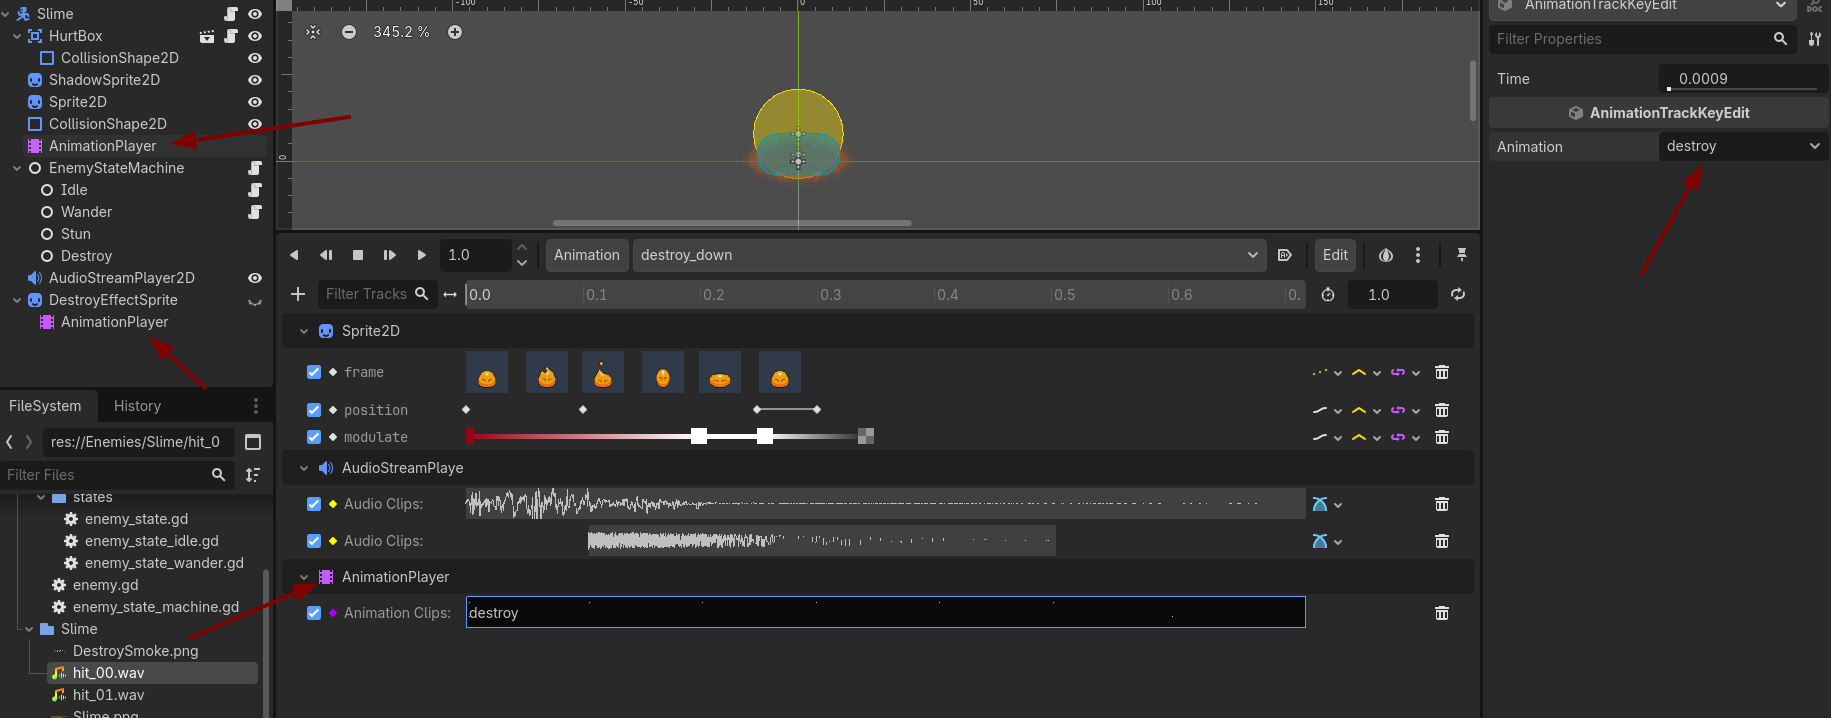 Slime
HurtBox
CollisionShape2D
ShadowSprite2D
Sprite2D
CollisionShape2D
AnimationPlayer
EnemyStateMachine
Idle
Wander
Stun
Destroy
AudioStreamPlayer2D
DestroyEffectSprite
AnimationPlayer
FileSystem
History
res://Enemies/Slime/hit_0
Filter Files
states
enemy_state.gd
enemy_state_idle.gd
enemy_state_wander.gd
enemy.gd
enemy_state_machine.gd
Slime
DestroySmoke.png
hit_00.wav
hit_01.wav
Slime.png
-100 -50 0 50 100 150
345.2 %
0
1.0 Animation destroy_down Edit
Filter Tracks 0.0 0.1 0.2 0.3 0.4 0.5 0.6 0. 1.0
Sprite2D
frame
position
modulate
AudioStreamPlaye
Audio Clips:
Audio Clips:
AnimationPlayer
Animation Clips: destroy
AnimationTrackKeyEdit
DOC
Filter Properties
Time 0.0009
AnimationTrackKeyEdit
Animation destroy